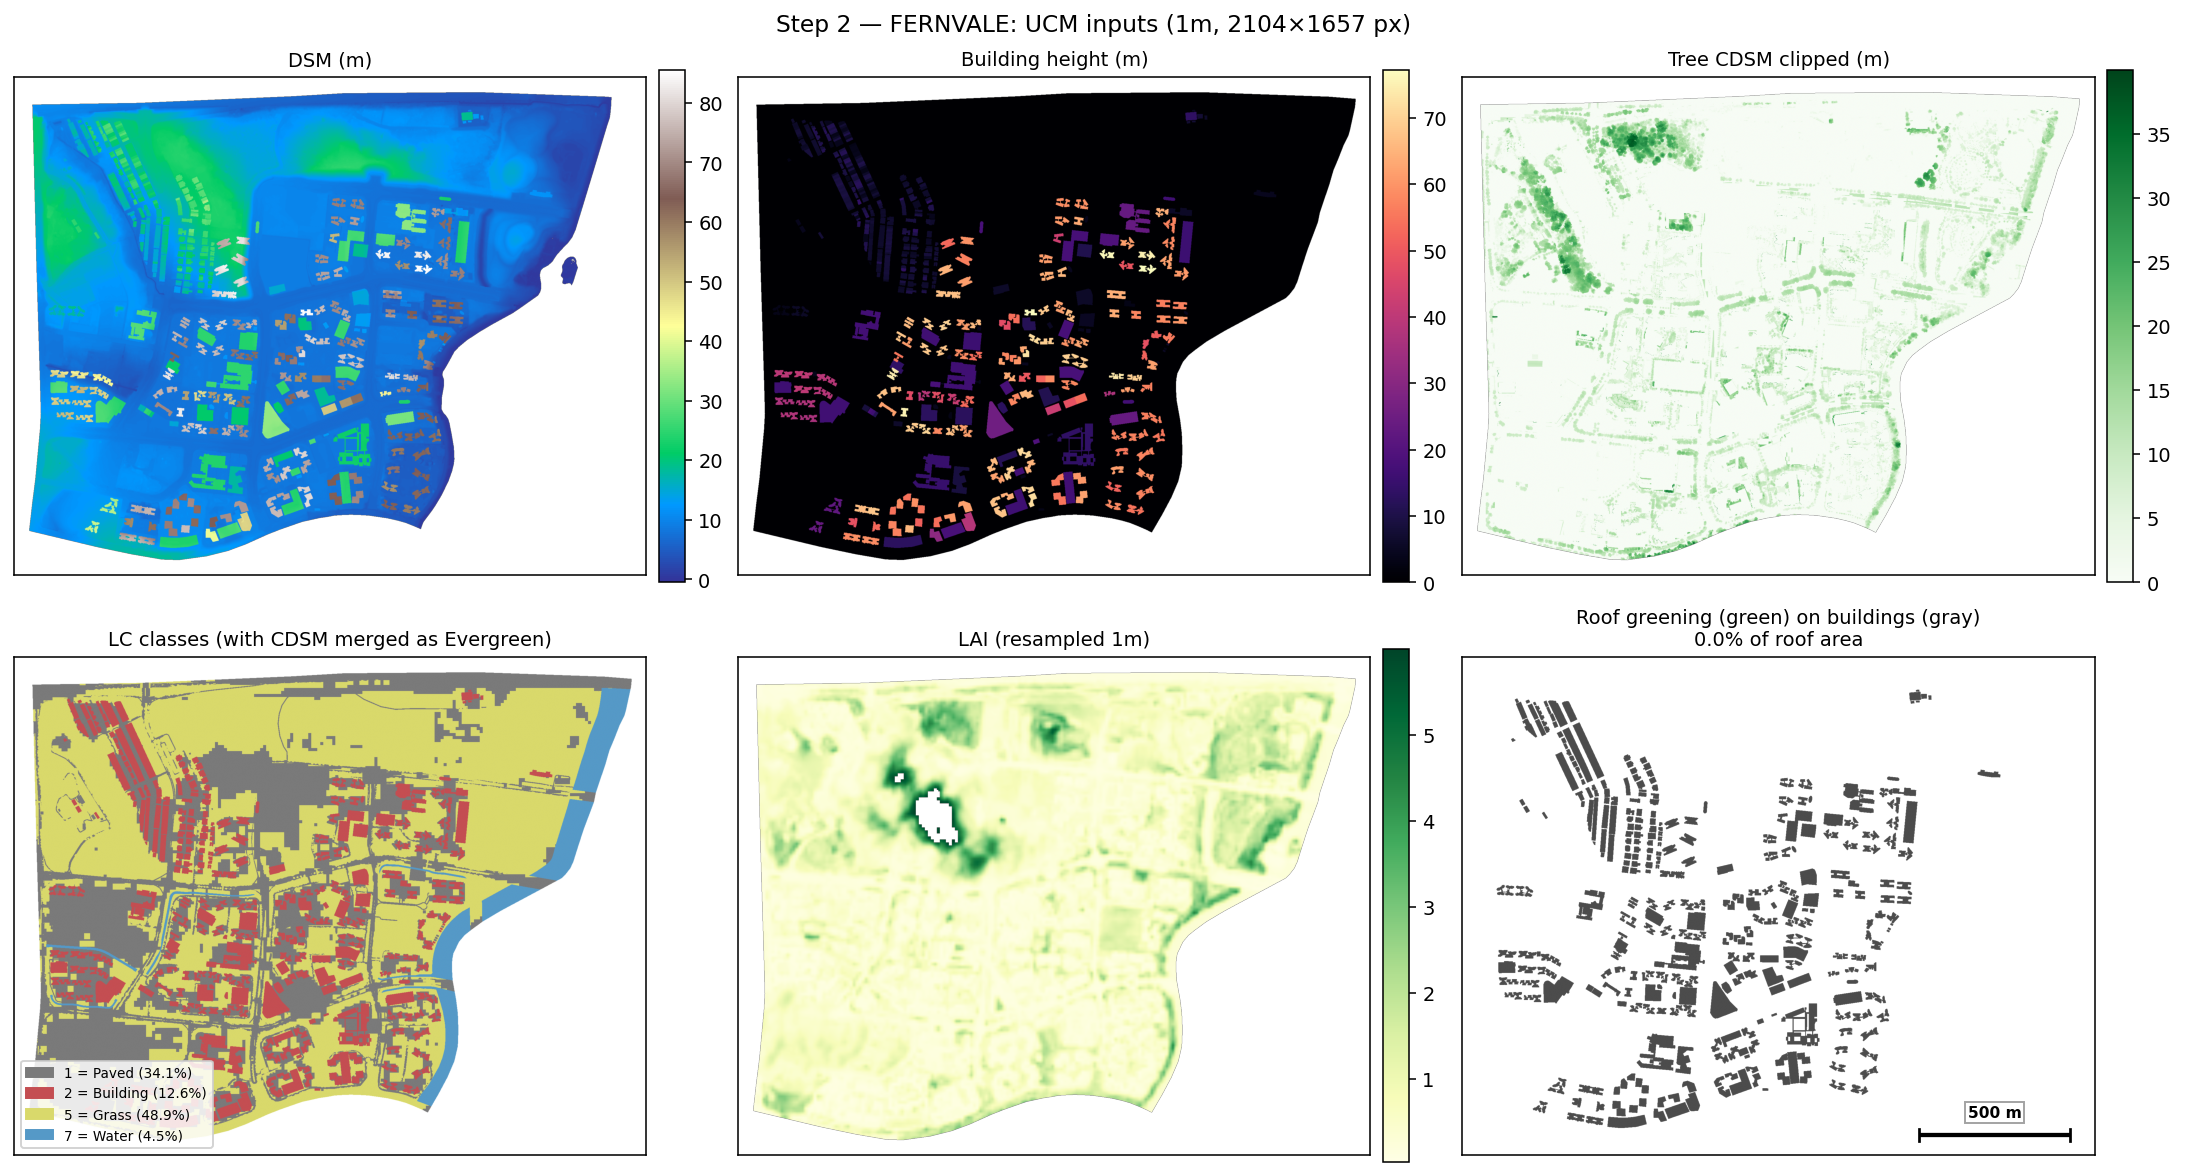 Step 2 — FERNVALE: UCM inputs (1m, 2104×1657 px)
DSM (m)
80
70
60
50
40
30
20
10
0
Building height (m)
70
60
50
40
30
20
10
0
Tree CDSM clipped (m)
35
30
25
20
15
10
5
0
LC classes (with CDSM merged as Evergreen)
1 = Paved (34.1%)
2 = Building (12.6%)
5 = Grass (48.9%)
7 = Water (4.5%)
LAI (resampled 1m)
5
4
3
2
1
Roof greening (green) on buildings (gray)
0.0% of roof area
500 m